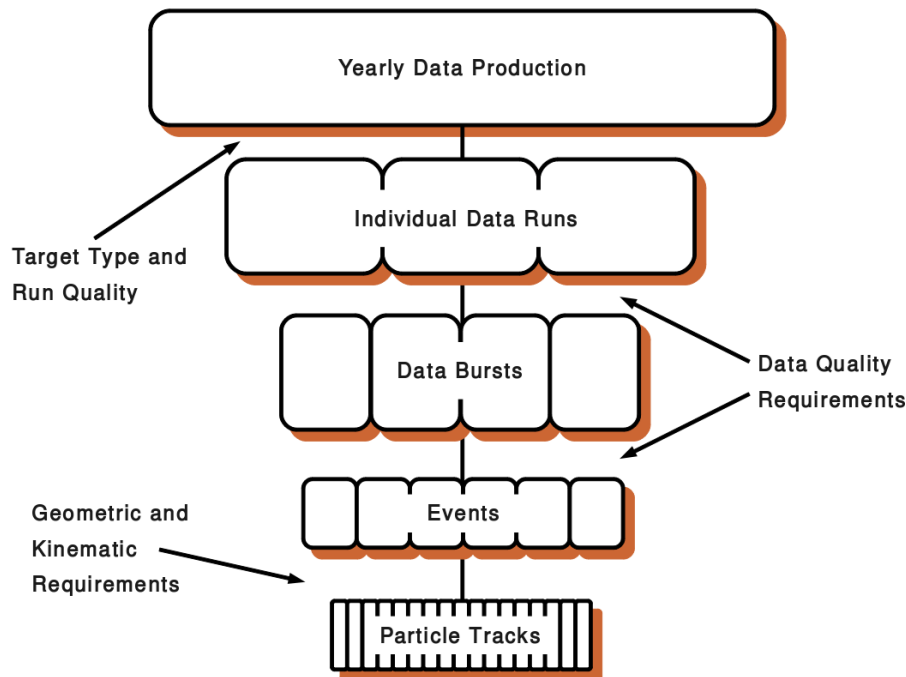 Yearly Data Production
Individual Data Runs
Target Type and
Run Quality
Data Bursts
Data Quality
Requirements
Events
Geometric and
Kinematic
Requirements
Particle Tracks